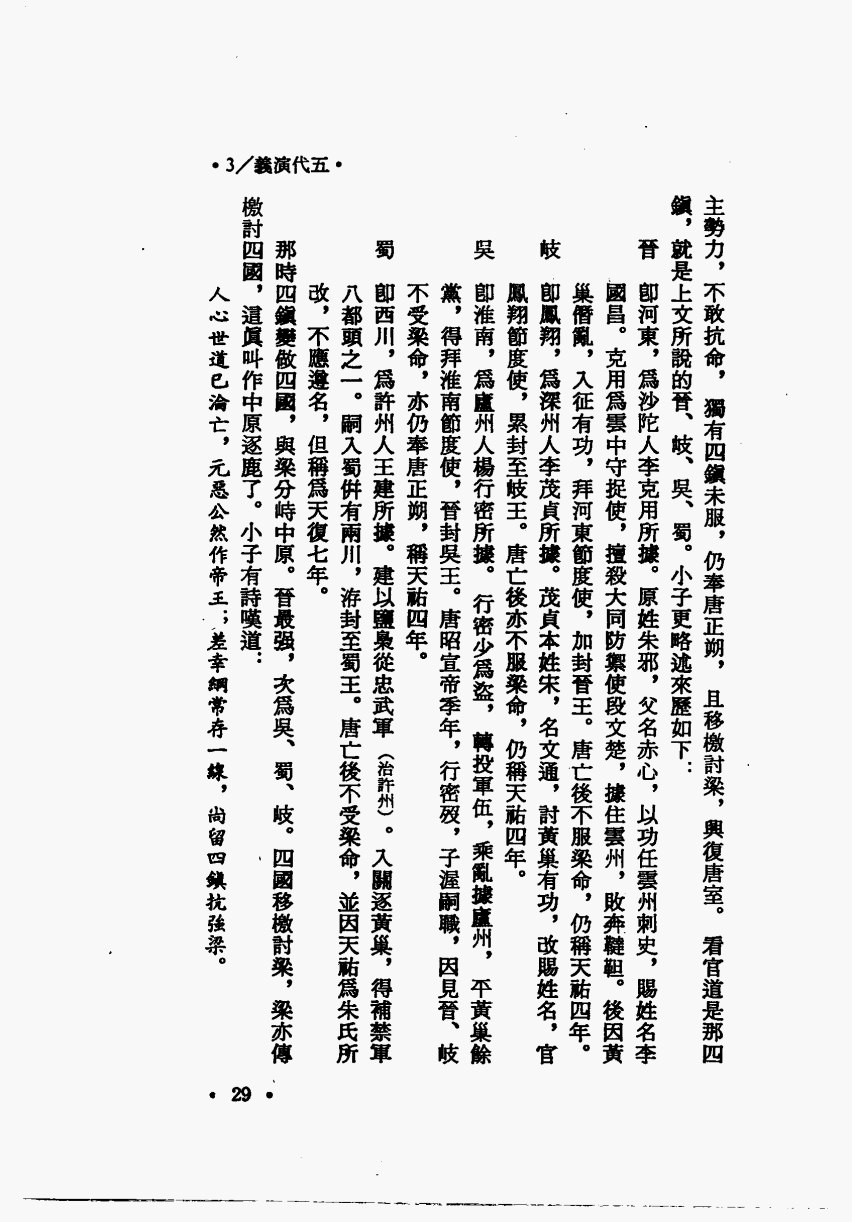 •3／義演代五•
主勢力，不敢抗命，獨有四鎭未服，仍奉唐正朔，且移檄討梁，興復唐室。看官道是那四
鎭，就是上文所說的晉、岐、吳、蜀。小子更略述來歷如下：
晉　卽河東，爲沙陀人李克用所據。原姓朱邪，父名赤心，以功任雲州刺史，賜姓名李
國昌。克用爲雲中守捉使，擅殺大同防禦使段文楚，據住雲州，敗奔韃靼。後因黃
巢僭亂，入征有功，拜河東節度使，加封晉王。唐亡後不服梁命，仍稱天祐四年。
岐　卽鳳翔，爲深州人李茂貞所據。茂貞本姓宋，名文通，討黃巢有功，改賜姓名，官
鳳翔節度使，累封至岐王。唐亡後亦不服梁命，仍稱天祐四年。
吳　卽淮南，爲廬州人楊行密所據。行密少爲盜，轉投軍伍，乘亂據廬州，平黃巢餘
黨，得拜淮南節度使，晉封吳王。唐昭宣帝季年，行密歿，子渥嗣職，因見晉、岐
不受梁命，亦仍奉唐正朔，稱天祐四年。
蜀　卽西川，爲許州人王建所據。建以鹽梟從忠武軍（治許州）。入關逐黃巢，得補禁軍
八都頭之一。嗣入蜀倂有兩川，洊封至蜀王。唐亡後不受梁命，並因天祐爲朱氏所
改，不應遵名，但稱爲天復七年。
那時四鎭變做四國，與梁分峙中原。晉最强，次爲吳、蜀、岐。四國移檄討梁，梁亦傳
檄討四國，這眞叫作中原逐鹿了。小子有詩嘆道：
人心世道已淪亡，元惡公然作帝王；差幸綱常存一線，尚留四鎮抗強梁。
•29•